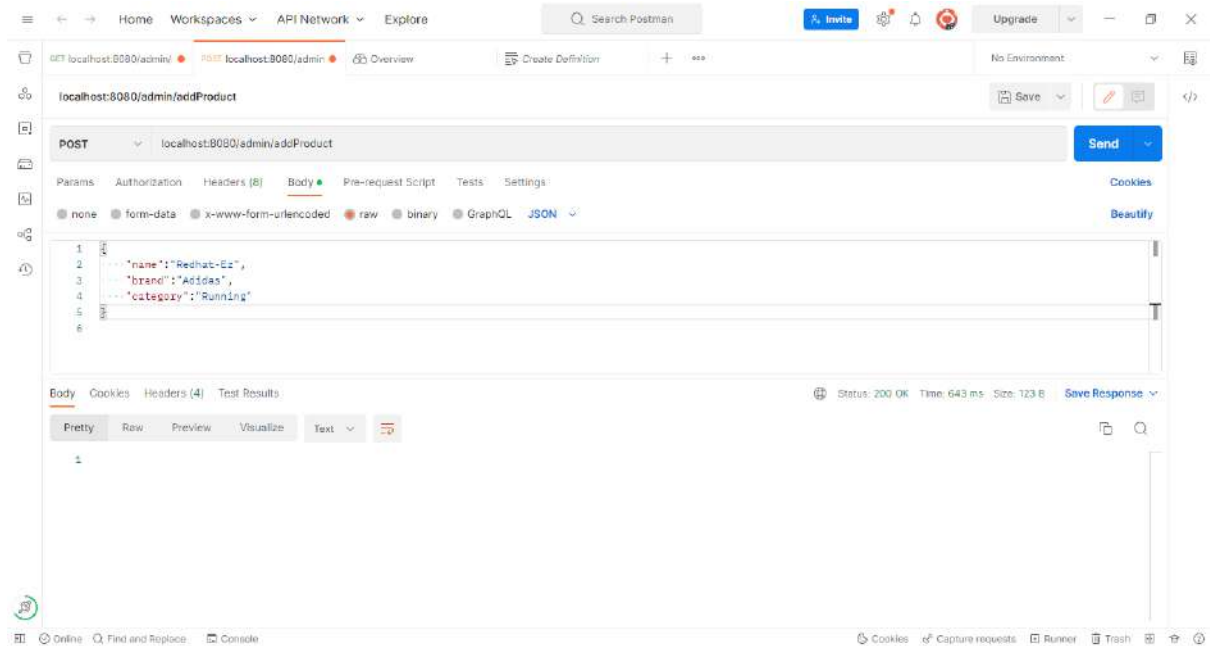 Home Workspaces API Network Explore Search Postman Invite Upgrade
GET localhost:8080/admin/ POST localhost:8080/admin Overview Create Definition No Environment
localhost:8080/admin/addProduct Save
POST localhost:8080/admin/addProduct Send
Params Authorization Headers (8) Body Pre-request Script Tests Settings Cookies
none form-data x-www-form-urlencoded raw binary GraphQL JSON Beautify
1 {
2 "name":"Redhat-Ez",
3 "brand":"Adidas",
4 "category":"Running"
5 }
6
Body Cookies Headers (4) Test Results Status: 200 OK Time: 643 ms Size: 123 B Save Response
Pretty Raw Preview Visualize Text
1
Online Find and Replace Console Cookies Capture requests Runner Trash